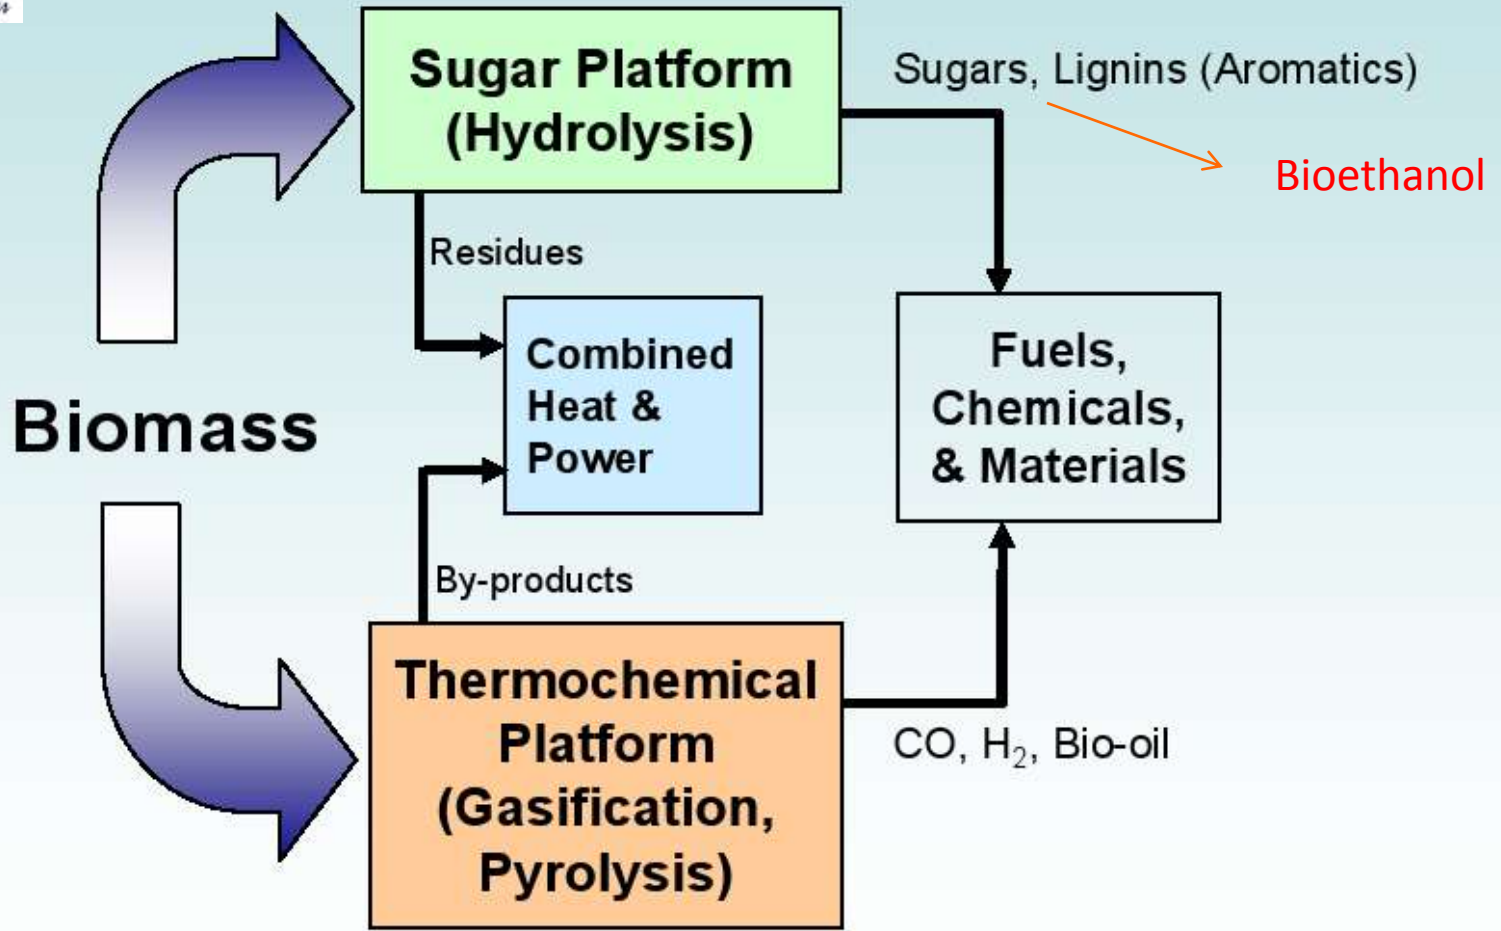 Sugar Platform
(Hydrolysis)
Sugars, Lignins (Aromatics)
Bioethanol
Residues
Combined
Heat &
Power
Fuels,
Chemicals,
& Materials
Biomass
By-products
Thermochemical
Platform
(Gasification,
Pyrolysis)
CO, H₂, Bio-oil